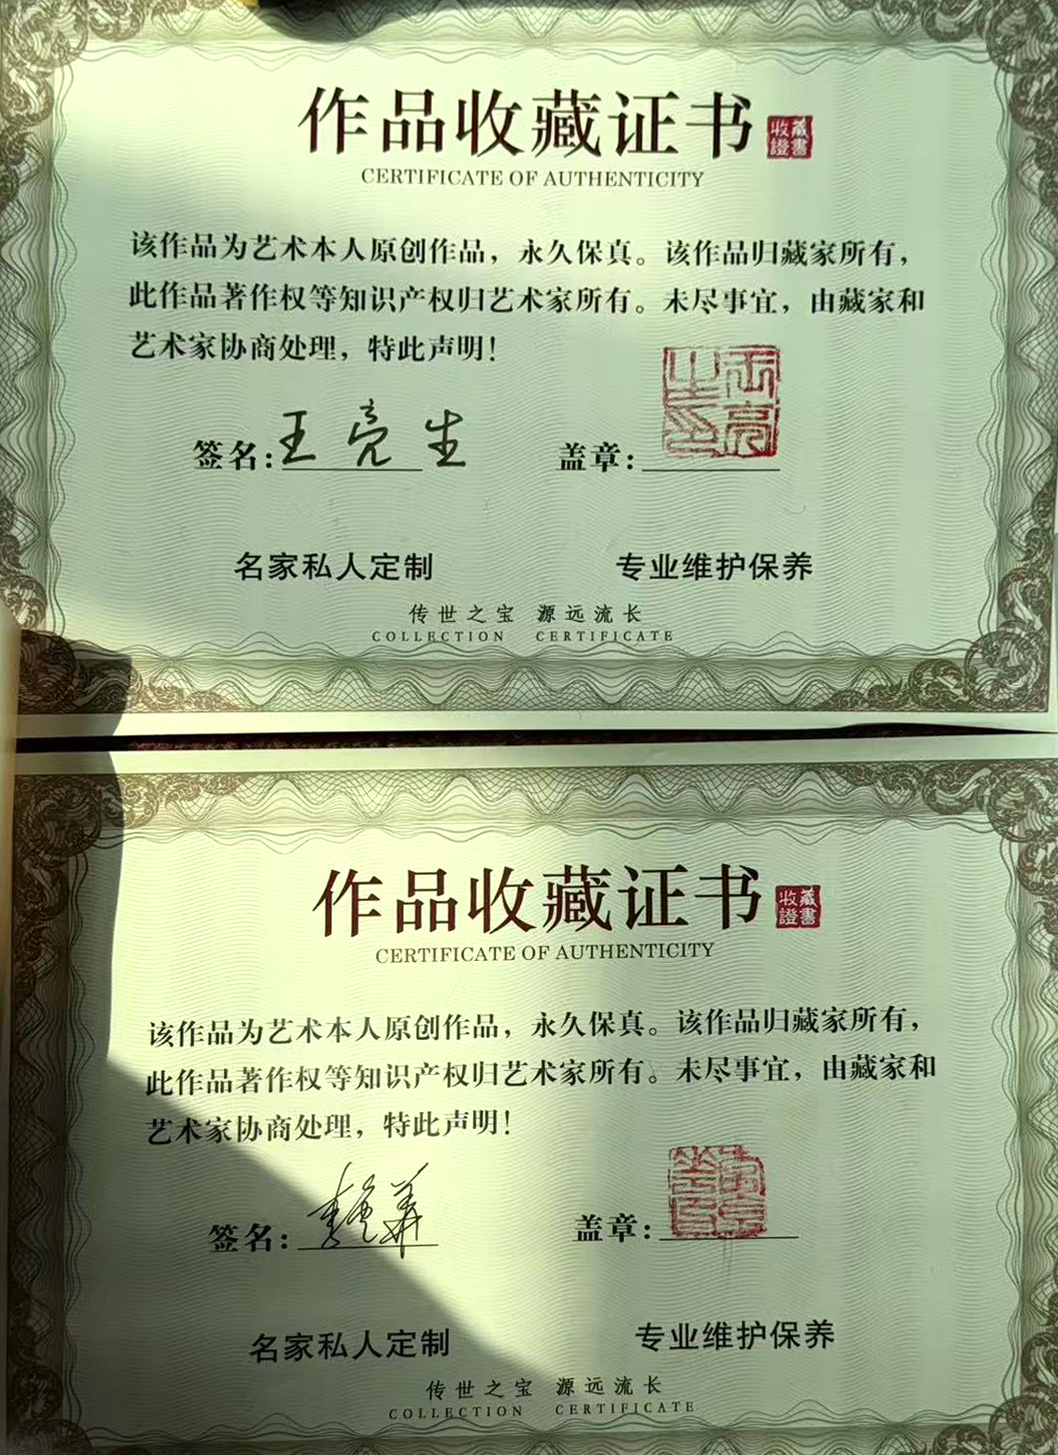 作品收藏证书
收藏證書
CERTIFICATE OF AUTHENTICITY
该作品为艺术本人原创作品，永久保真。该作品归藏家所有，
此作品著作权等知识产权归艺术家所有。未尽事宜，由藏家和
艺术家协商处理，特此声明！
签名：王亮生 盖章：王亮生印
名家私人定制 专业维护保养
传世之宝 源远流长
COLLECTION CERTIFICATE
作品收藏证书
收藏證書
CERTIFICATE OF AUTHENTICITY
该作品为艺术本人原创作品，永久保真。该作品归藏家所有，
此作品著作权等知识产权归艺术家所有。未尽事宜，由藏家和
艺术家协商处理，特此声明！
签名： 盖章：
名家私人定制 专业维护保养
传世之宝 源远流长
COLLECTION CERTIFICATE